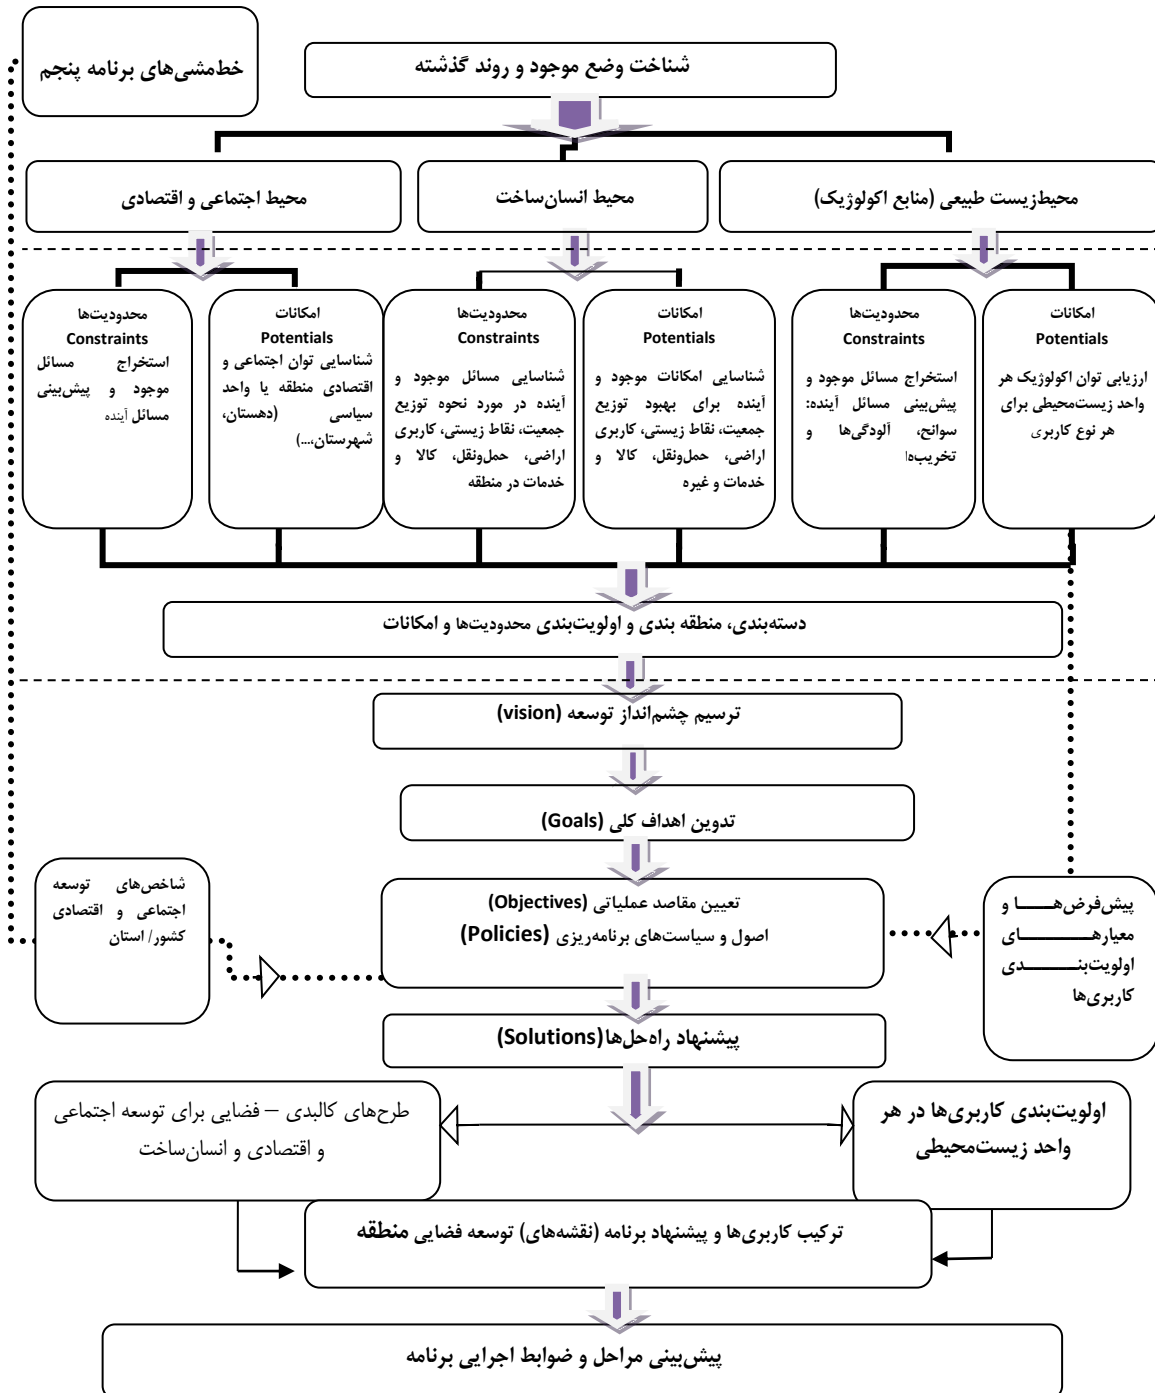 خط‌مشی‌های برنامه پنجم
شناخت وضع موجود و روند گذشته
محیط‌زیست طبیعی (منابع اکولوژیک)
محیط انسان‌ساخت
محیط اجتماعی و اقتصادی
امکانات
Potentials
ارزیابی توان اکولوژیک هر
واحد زیست‌محیطی برای
هر نوع کاربری
محدودیت‌ها
Constraints
استخراج مسائل موجود و
پیش‌بینی مسائل آینده:
سوانح، آلودگی‌ها و
تخریب‌ها
امکانات
Potentials
شناسایی امکانات موجود و
آینده برای بهبود توزیع
جمعیت، نقاط زیستی، کاربری
اراضی، حمل‌ونقل، کالا و
خدمات و غیره
محدودیت‌ها
Constraints
شناسایی مسائل موجود و
آینده در مورد نحوه توزیع
جمعیت، نقاط زیستی، کاربری
اراضی، حمل‌ونقل، کالا و
خدمات در منطقه
امکانات
Potentials
شناسایی توان اجتماعی و
اقتصادی منطقه یا واحد
سیاسی (دهستان،
شهرستان،...)
محدودیت‌ها
Constraints
استخراج مسائل
موجود و پیش‌بینی
مسائل آینده
دسته‌بندی، منطقه بندی و اولویت‌بندی محدودیت‌ها و امکانات
ترسیم چشم‌انداز توسعه (vision)
تدوین اهداف کلی (Goals)
تعیین مقاصد عملیاتی (Objectives)
اصول و سیاست‌های برنامه‌ریزی (Policies)
شاخص‌های توسعه
اجتماعی و اقتصادی
کشور/ استان
پیش‌فرض‌هــا و
معیارهــای
اولویت‌بنــدی
کاربری‌ها
پیشنهاد راه‌حل‌ها(Solutions)
اولویت‌بندی کاربری‌ها در هر
واحد زیست‌محیطی
طرح‌های کالبدی – فضایی برای توسعه اجتماعی
و اقتصادی و انسان‌ساخت
ترکیب کاربری‌ها و پیشنهاد برنامه (نقشه‌های) توسعه فضایی منطقه
پیش‌بینی مراحل و ضوابط اجرایی برنامه